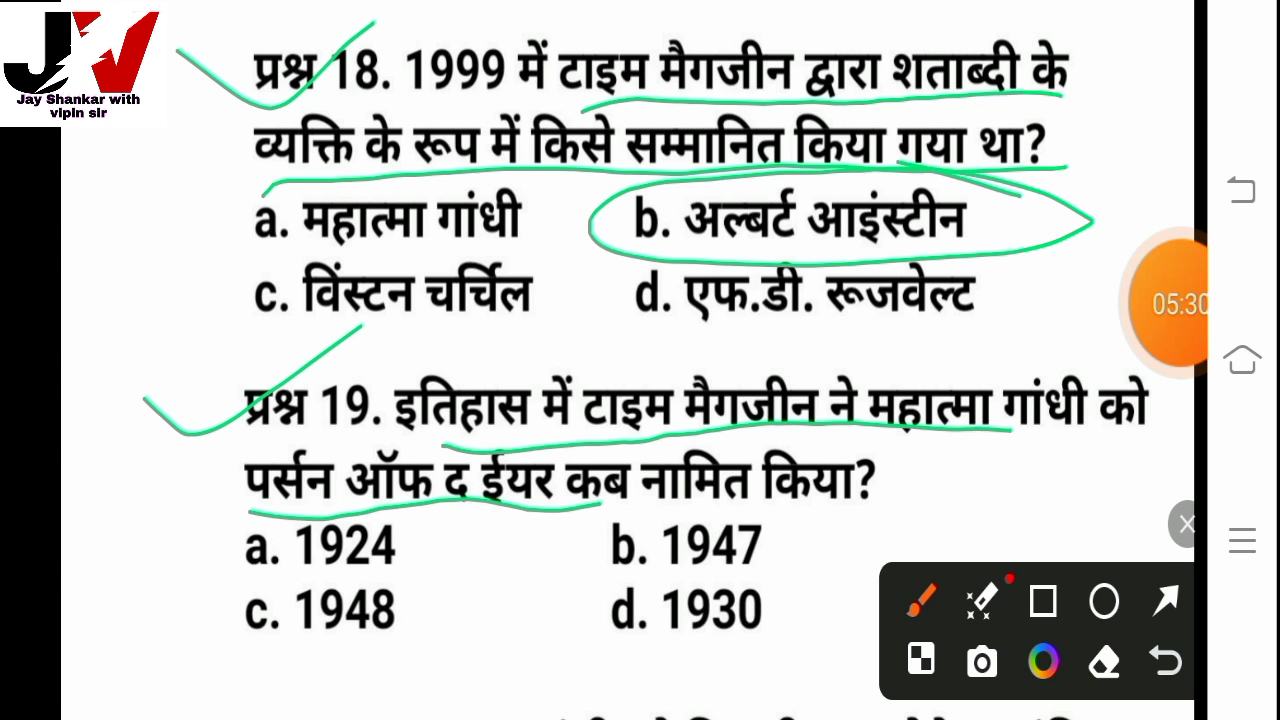 JV
Jay Shankar with
vipin sir
प्रश्न 18. 1999 में टाइम मैगजीन द्वारा शताब्दी के
व्यक्ति के रूप में किसे सम्मानित किया गया था?
a. महात्मा गांधी b. अल्बर्ट आइंस्टीन
c. विंस्टन चर्चिल d. एफ.डी. रूजवेल्ट
05:30
प्रश्न 19. इतिहास में टाइम मैगजीन ने महात्मा गांधी को
पर्सन ऑफ द ईयर कब नामित किया?
a. 1924 b. 1947
c. 1948 d. 1930